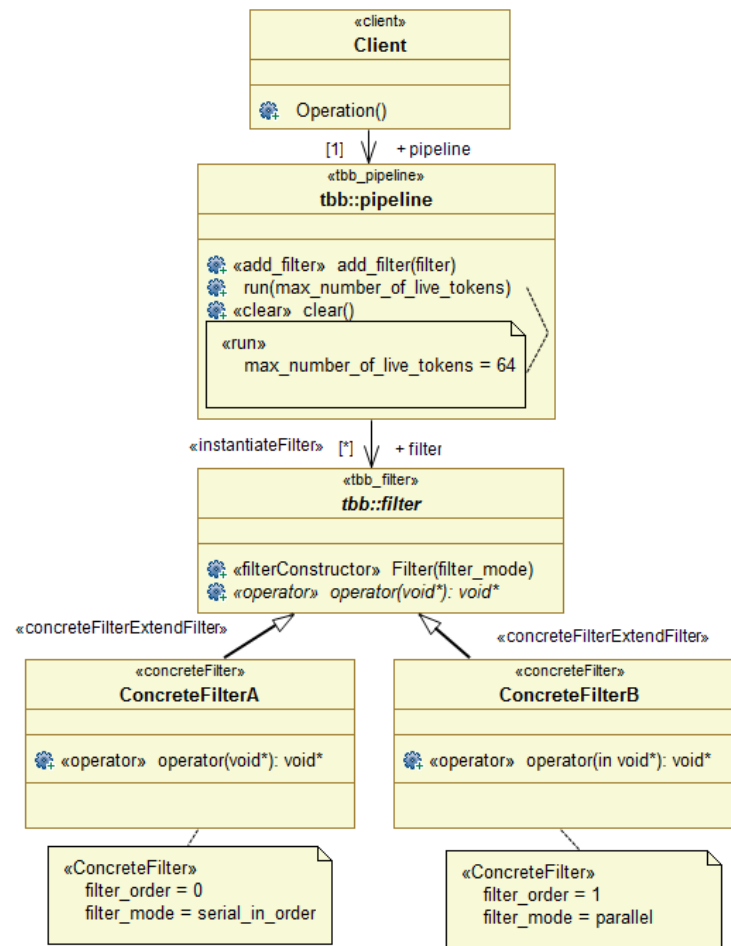 «client»
Client
Operation()
[1] + pipeline
«tbb_pipeline»
tbb::pipeline
«add_filter» add_filter(filter)
run(max_number_of_live_tokens)
«clear» clear()
«run»
max_number_of_live_tokens = 64
«instantiateFilter» [*] + filter
«tbb_filter»
tbb::filter
«filterConstructor» Filter(filter_mode)
«operator» operator(void*): void*
«concreteFilterExtendFilter»
«concreteFilterExtendFilter»
«concreteFilter»
ConcreteFilterA
«operator» operator(void*): void*
«concreteFilter»
ConcreteFilterB
«operator» operator(in void*): void*
«ConcreteFilter»
filter_order = 0
filter_mode = serial_in_order
«ConcreteFilter»
filter_order = 1
filter_mode = parallel